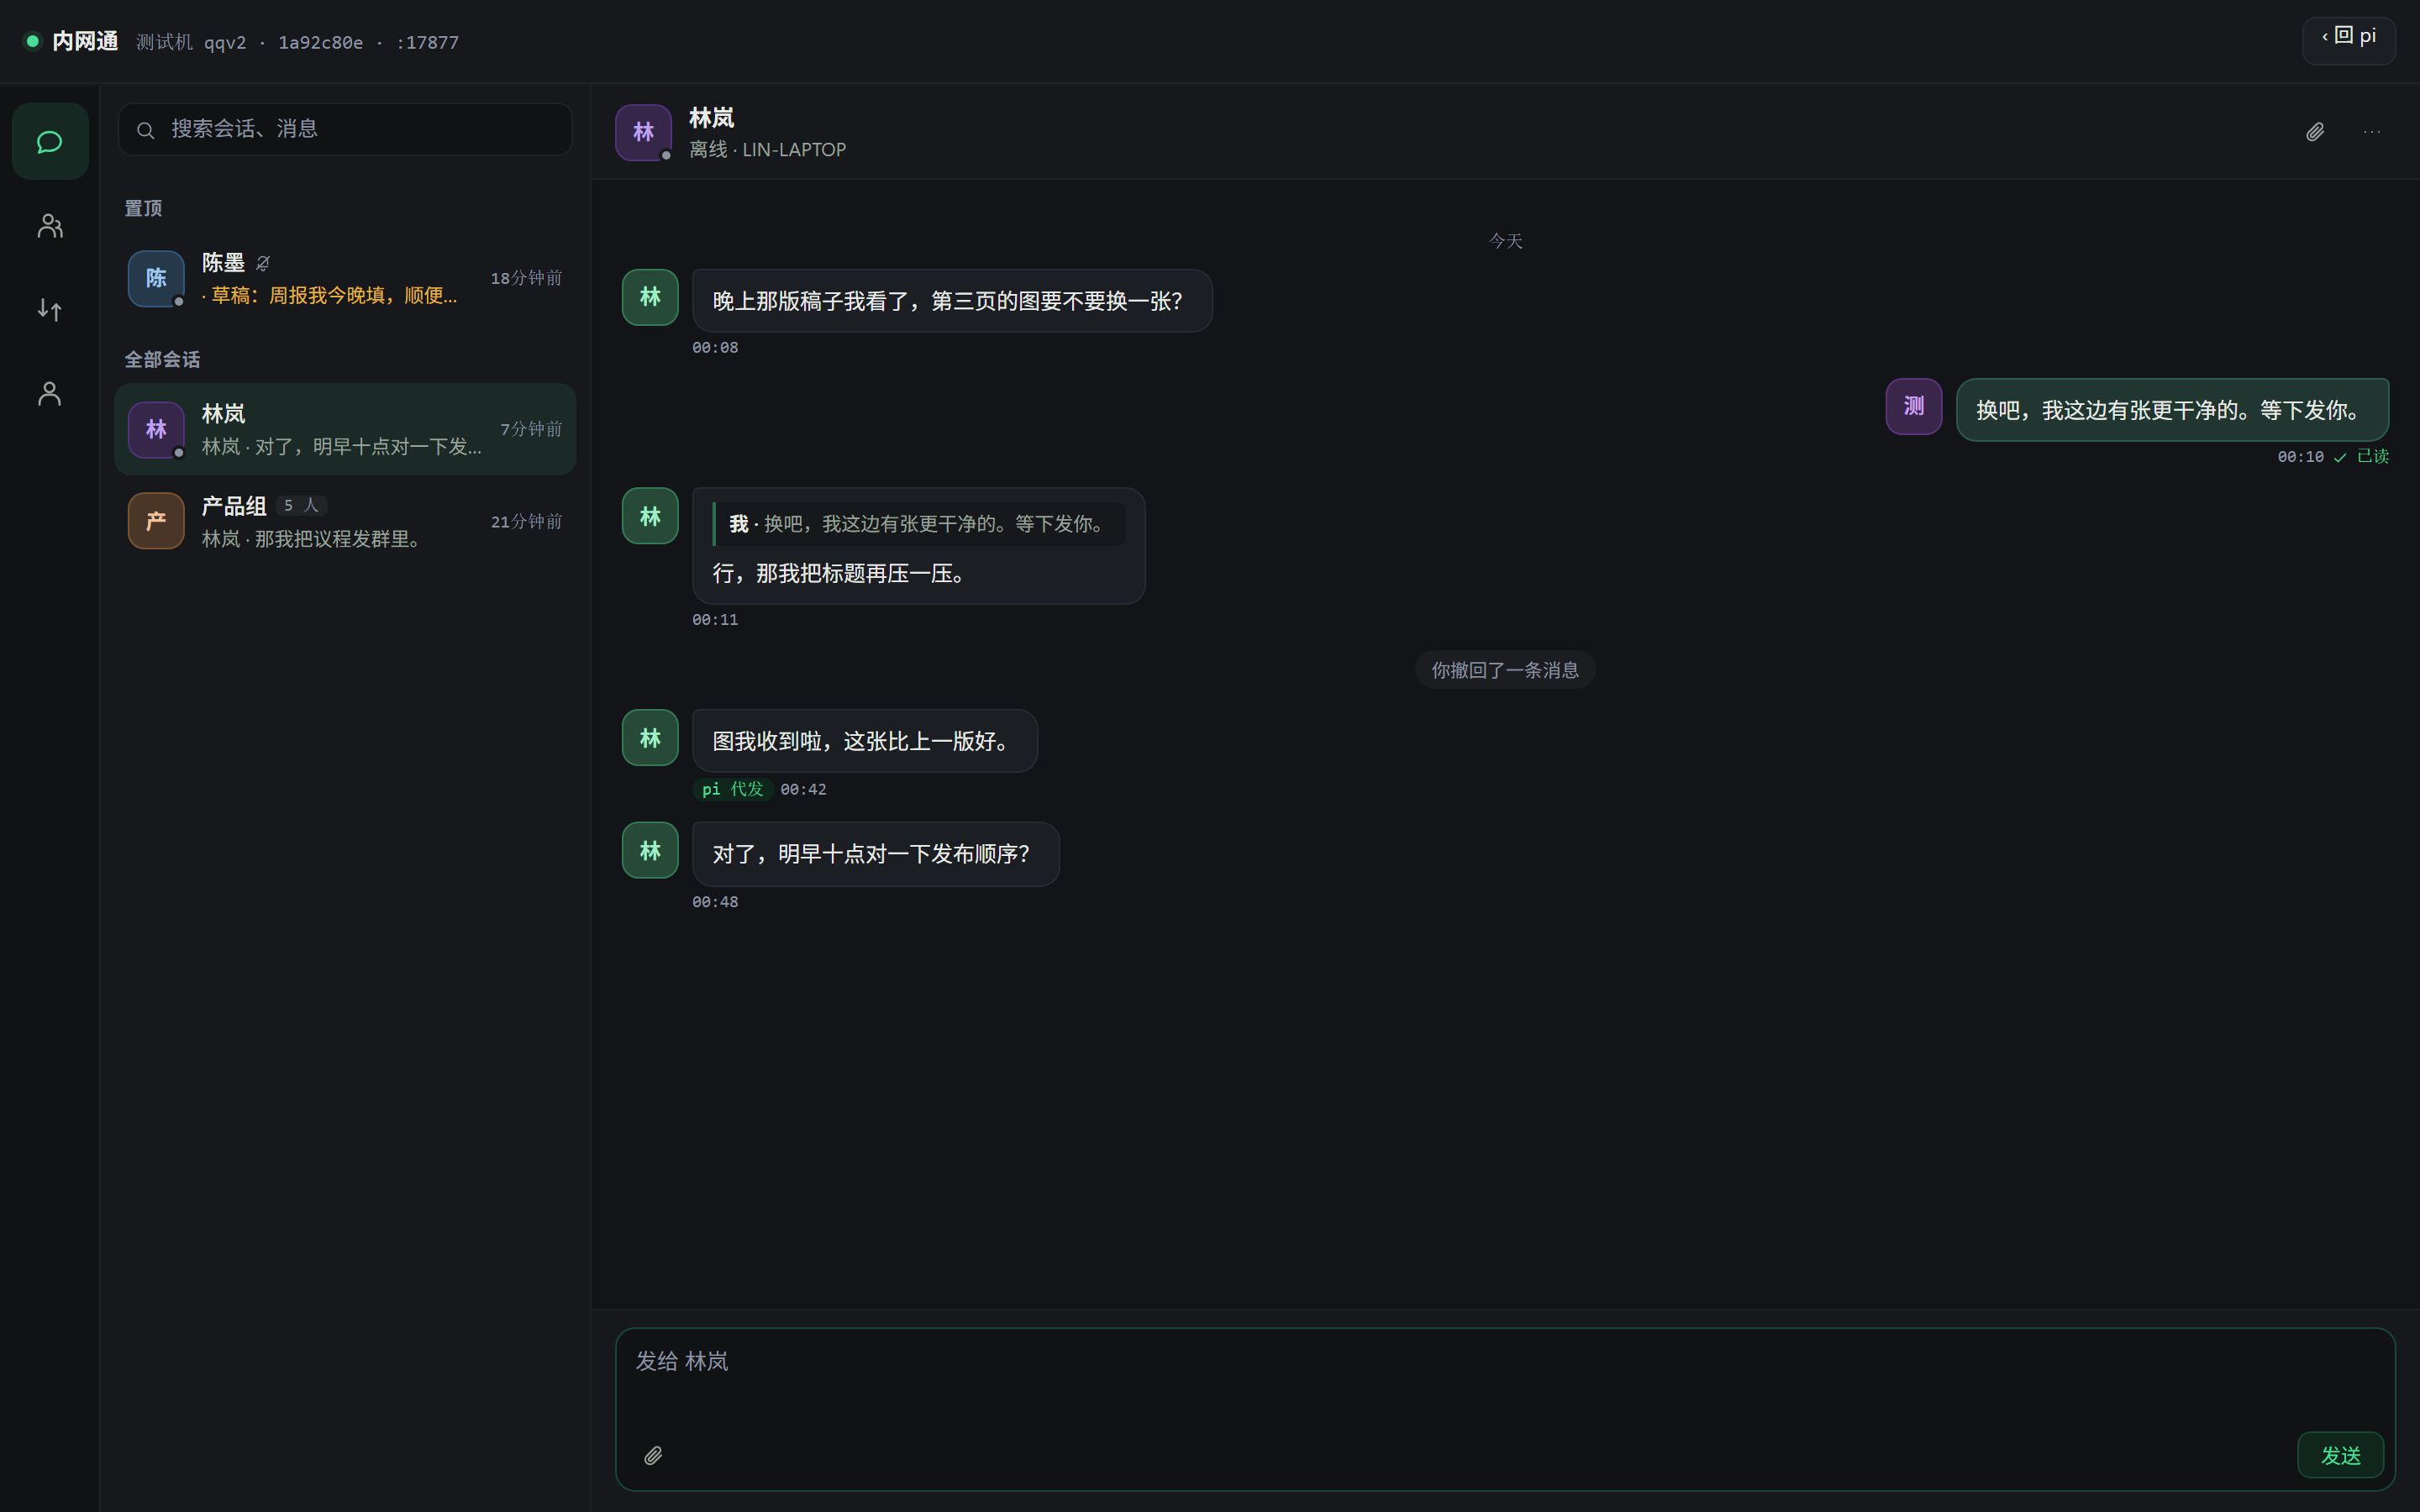 内网通 测试机 qqv2 · 1a92c80e · :17877
‹ 回 pi
搜索会话、消息
置顶
陈
陈墨
· 草稿：周报我今晚填，顺便...
18分钟前
全部会话
林
林岚
林岚 · 对了，明早十点对一下发...
7分钟前
产
产品组 5 人
林岚 · 那我把议程发群里。
21分钟前
林
林岚
离线 · LIN-LAPTOP
···
今天
林
晚上那版稿子我看了，第三页的图要不要换一张？
00:08
测
换吧，我这边有张更干净的。等下发你。
00:10 ✓ 已读
林
我 · 换吧，我这边有张更干净的。等下发你。
行，那我把标题再压一压。
00:11
你撤回了一条消息
林
图我收到啦，这张比上一版好。
pi 代发 00:42
林
对了，明早十点对一下发布顺序？
00:48
发给 林岚
发送